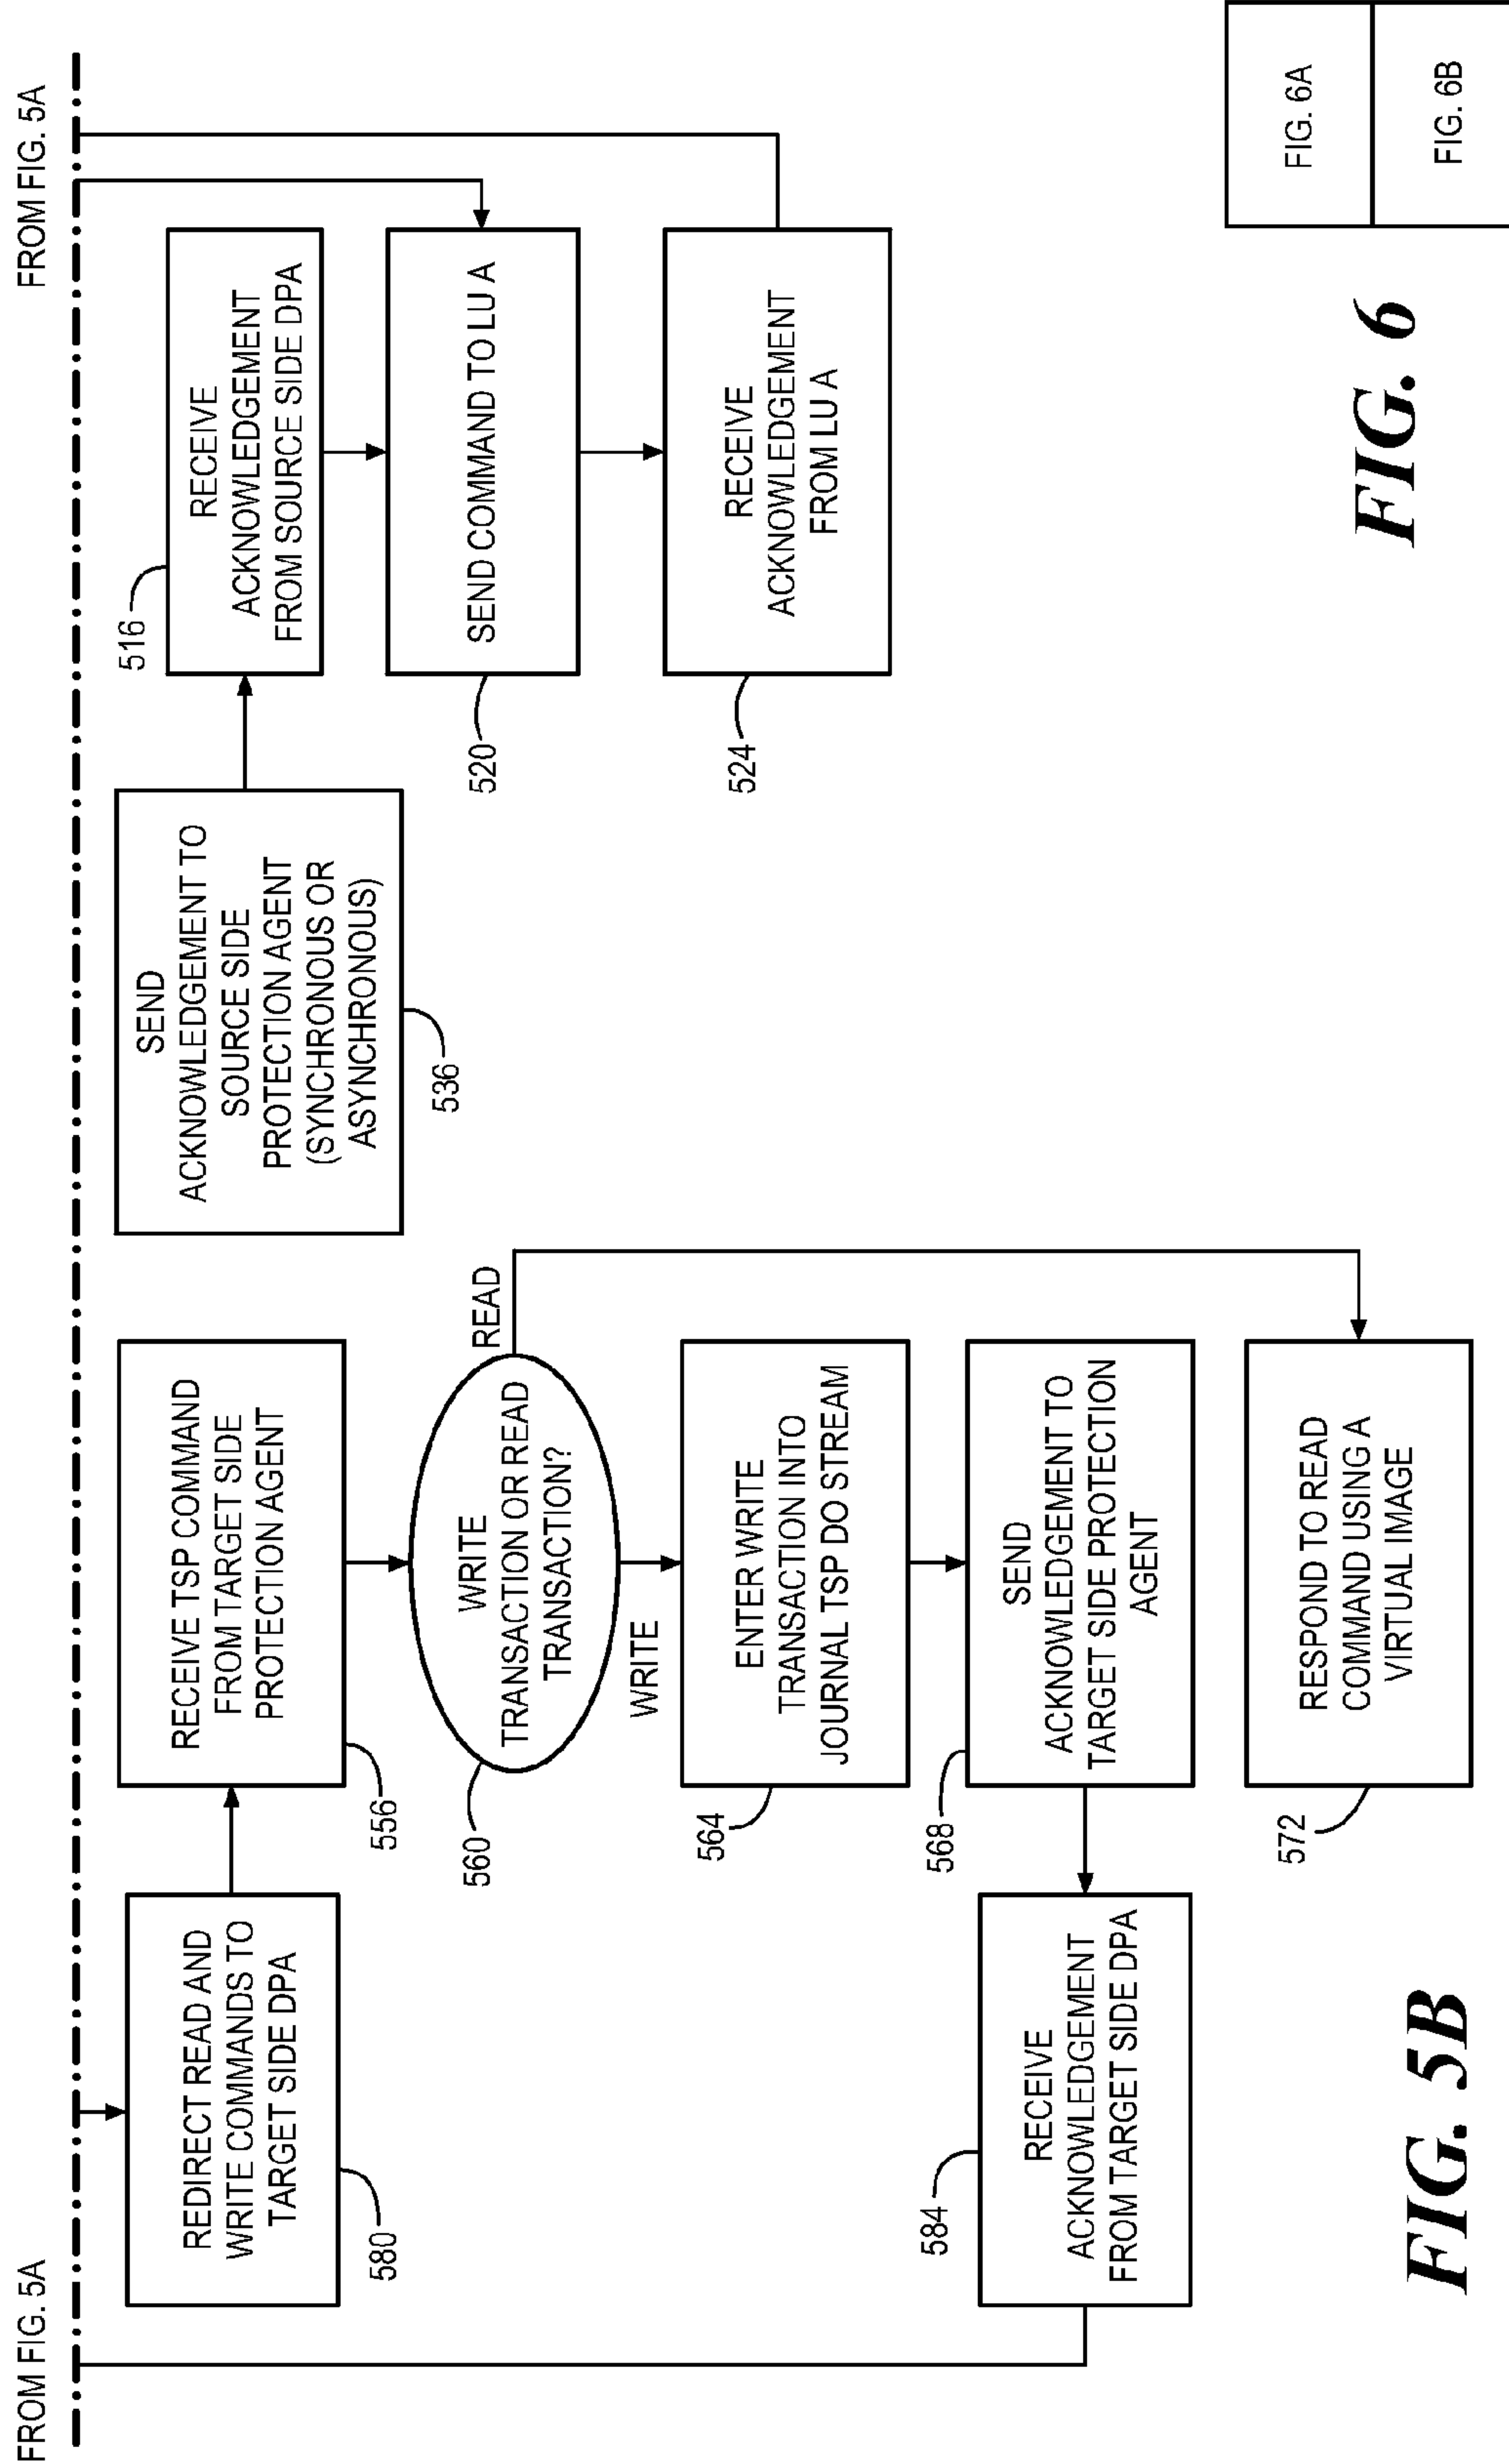 FROM FIG. 5A
FROM FIG. 5A
REDIRECT READ AND
WRITE COMMANDS TO
TARGET SIDE DPA
580
RECEIVE TSP COMMAND
FROM TARGET SIDE
PROTECTION AGENT
556
WRITE
TRANSACTION OR READ
TRANSACTION?
560
READ
WRITE
ENTER WRITE
TRANSACTION INTO
JOURNAL TSP DO STREAM
564
SEND
ACKNOWLEDGEMENT TO
TARGET SIDE PROTECTION
AGENT
568
RESPOND TO READ
COMMAND USING A
VIRTUAL IMAGE
572
RECEIVE
ACKNOWLEDGEMENT
FROM TARGET SIDE DPA
584
SEND
ACKNOWLEDGEMENT TO
SOURCE SIDE
PROTECTION AGENT
(SYNCHRONOUS OR
ASYNCHRONOUS)
536
RECEIVE
ACKNOWLEDGEMENT
FROM SOURCE SIDE DPA
516
SEND COMMAND TO LU A
520
RECEIVE
ACKNOWLEDGEMENT
FROM LU A
524
FIG. 5B
FIG. 6
FIG. 6A
FIG. 6B